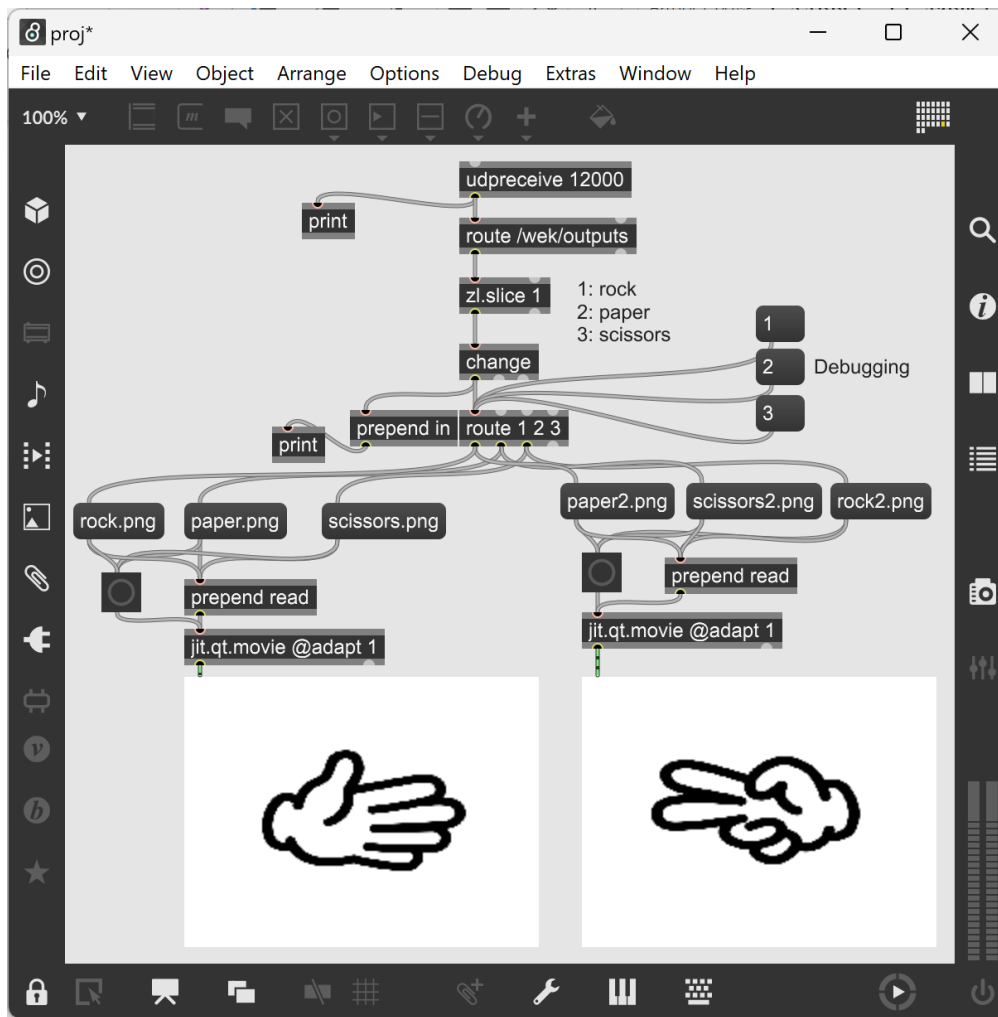 proj*
File Edit View Object Arrange Options Debug Extras Window Help
100%
udpreceive 12000
print
route /wek/outputs
zl.slice 1
1: rock
2: paper
3: scissors
change
1
2
Debugging
3
prepend in
route 1 2 3
print
rock.png
paper.png
scissors.png
paper2.png
scissors2.png
rock2.png
prepend read
prepend read
jit.qt.movie @adapt 1
jit.qt.movie @adapt 1